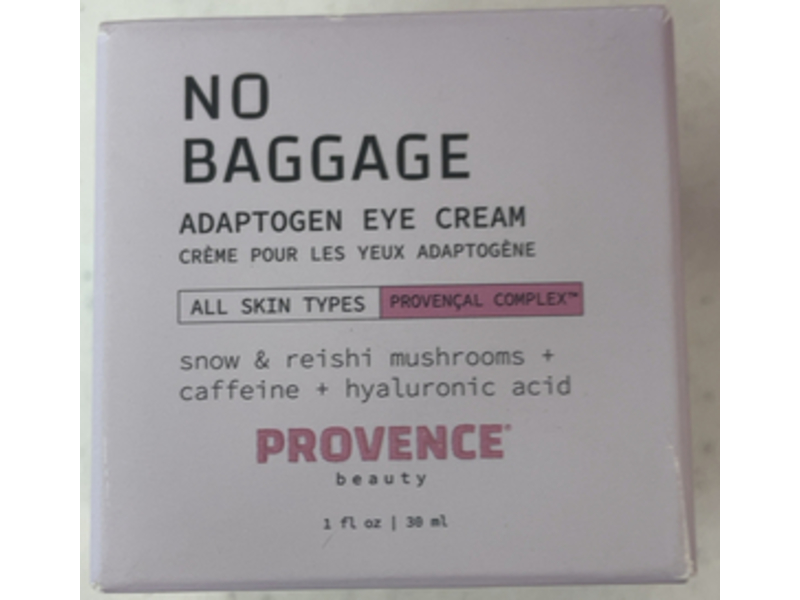 NO
BAGGAGE
ADAPTOGEN EYE CREAM
CRÈME POUR LES YEUX ADAPTOGÈNE
ALL SKIN TYPES PROVENÇAL COMPLEX™
snow & reishi mushrooms +
caffeine + hyaluronic acid
PROVENCE®
beauty
1 fl oz | 30 ml